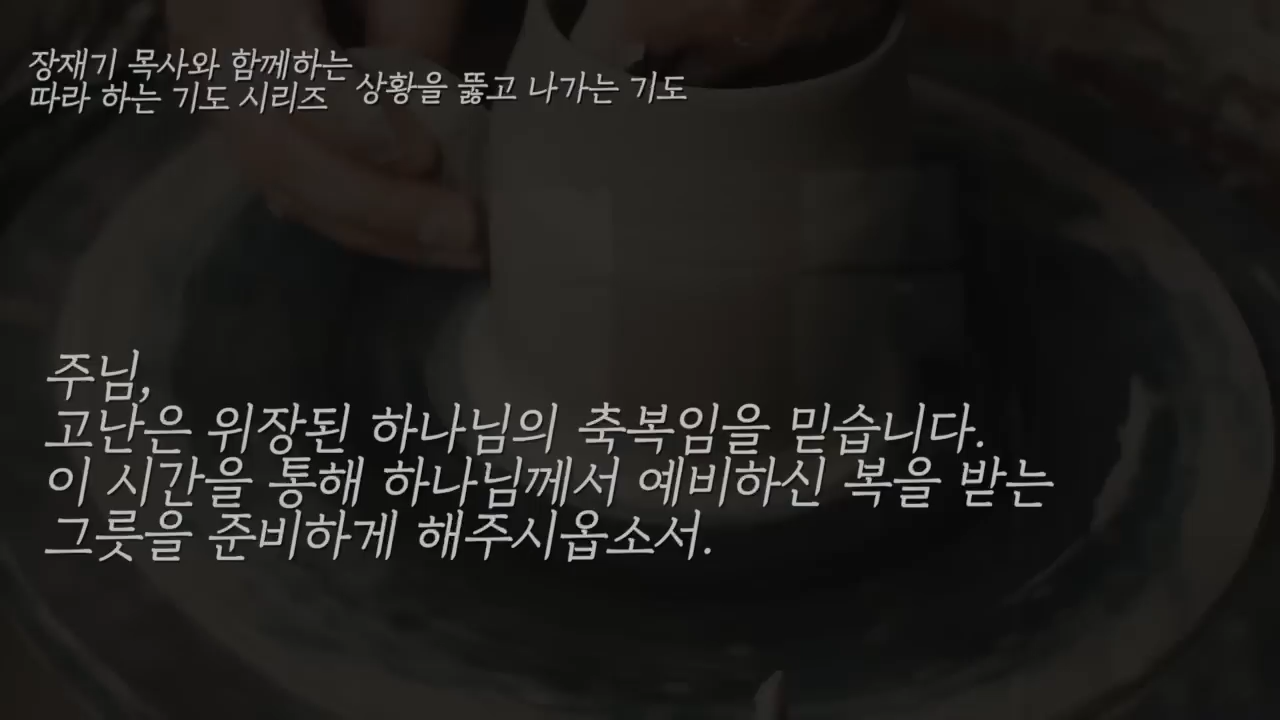 장재기 목사와 함께하는
따라 하는 기도 시리즈
상황을 뚫고 나가는 기도
주님,
고난은 위장된 하나님의 축복임을 믿습니다.
이 시간을 통해 하나님께서 예비하신 복을 받는
그릇을 준비하게 해주시옵소서.